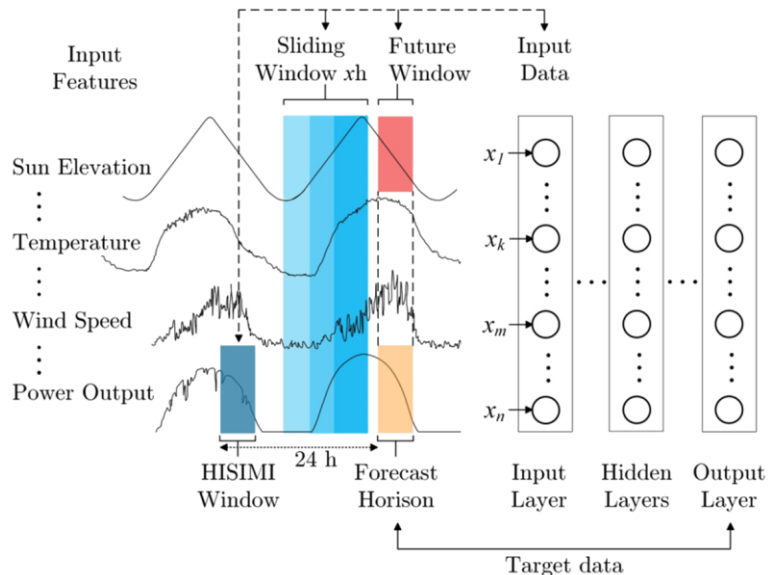 Input
Features
Sliding
Window xh
Future
Window
Input
Data
Sun Elevation
Temperature
Wind Speed
Power Output
x1
xk
xm
xn
24 h
HISIMI
Window
Forecast
Horison
Input
Layer
Hidden
Layers
Output
Layer
Target data